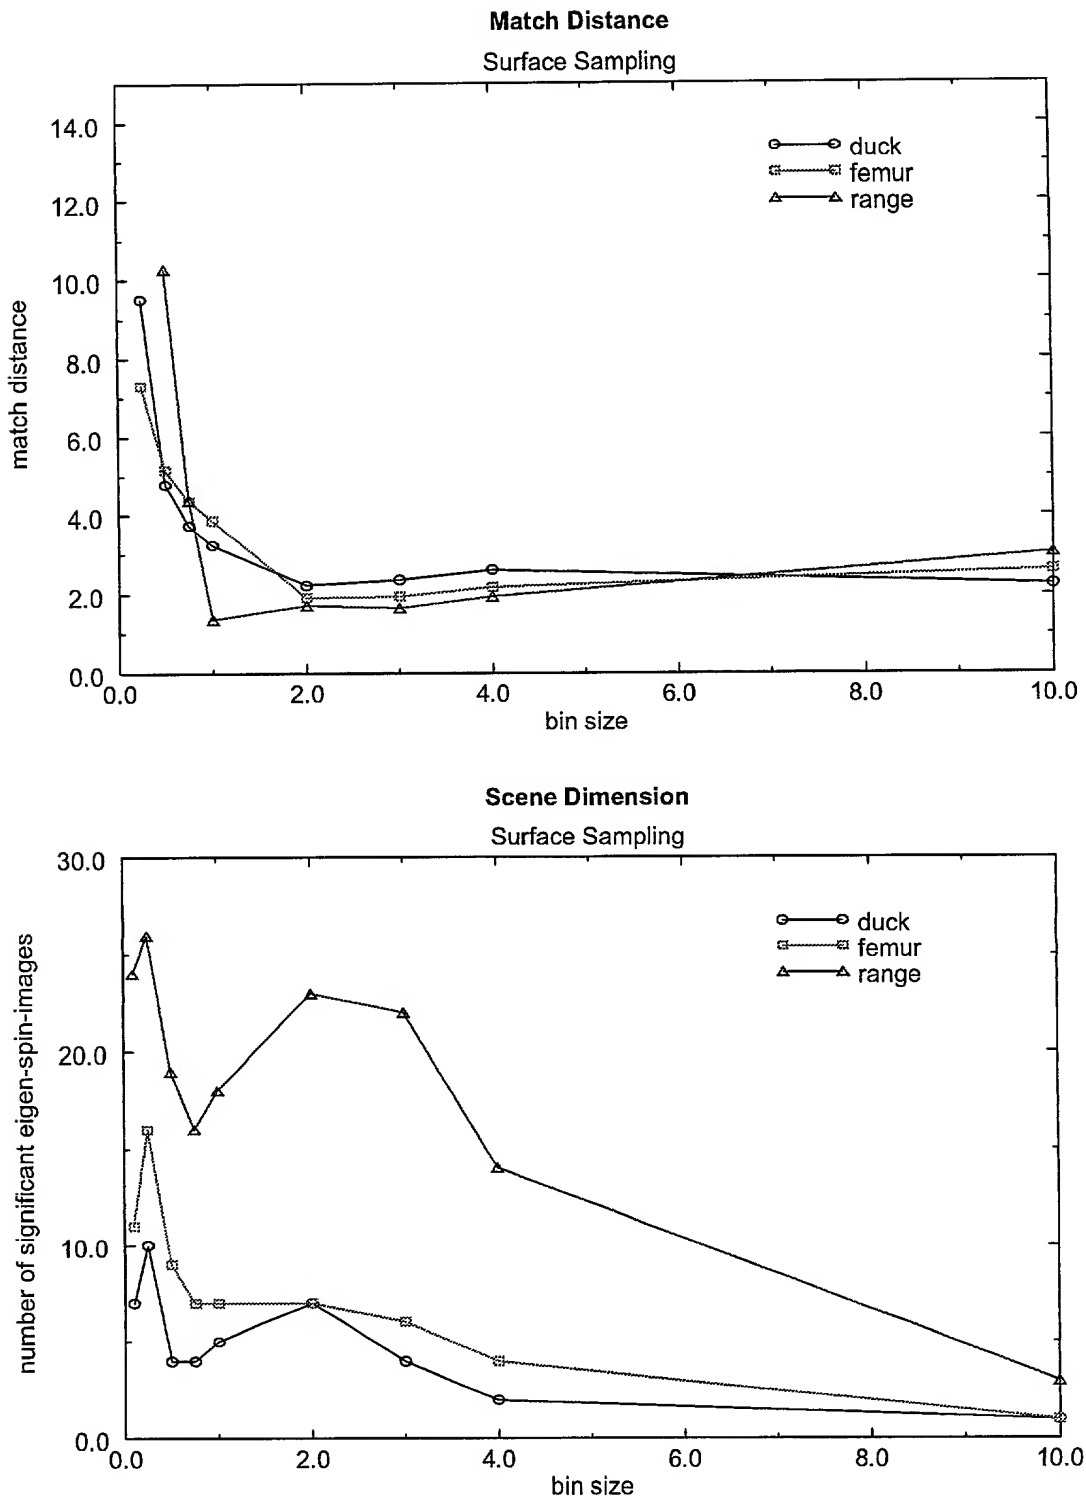 Match Distance
Surface Sampling
14.0
12.0
10.0
8.0
6.0
4.0
2.0
0.0
match distance
duck
femur
range
0.0 2.0 4.0 6.0 8.0 10.0
bin size
Scene Dimension
Surface Sampling
30.0
20.0
10.0
0.0
number of significant eigen-spin-images
duck
femur
range
0.0 2.0 4.0 6.0 8.0 10.0
bin size